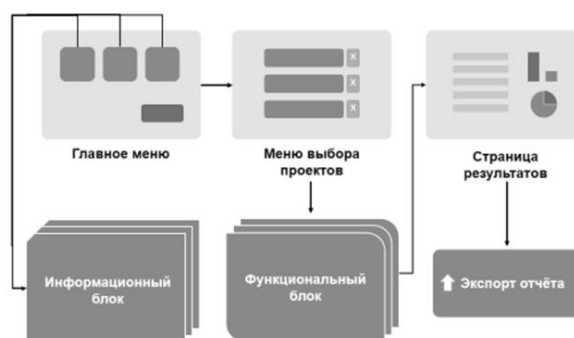 x
x
x
Главное меню
Меню выбора
проектов
Страница
результатов
Информационный
блок
Функциональный
блок
Экспорт отчёта